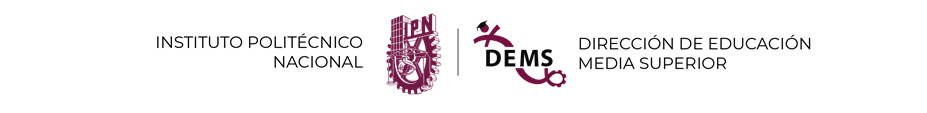 INSTITUTO POLITÉCNICO
NACIONAL
IPN
DEMS
DIRECCIÓN DE EDUCACIÓN
MEDIA SUPERIOR